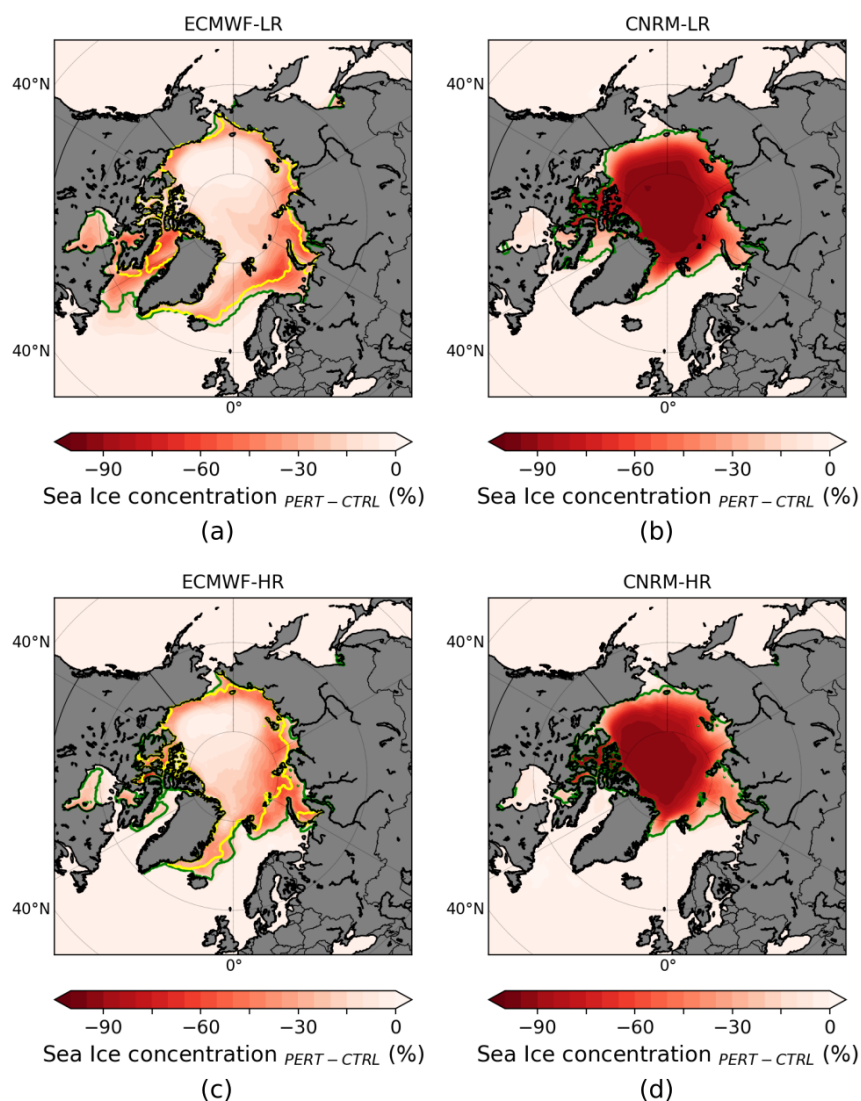 ECMWF-LR
CNRM-LR
40°N
40°N
40°N
40°N
0°
0°
−90 −60 −30 0
−90 −60 −30 0
Sea Ice concentration PERT − CTRL (%)
Sea Ice concentration PERT − CTRL (%)
(a)
(b)
ECMWF-HR
CNRM-HR
40°N
40°N
40°N
40°N
0°
0°
−90 −60 −30 0
−90 −60 −30 0
Sea Ice concentration PERT − CTRL (%)
Sea Ice concentration PERT − CTRL (%)
(c)
(d)